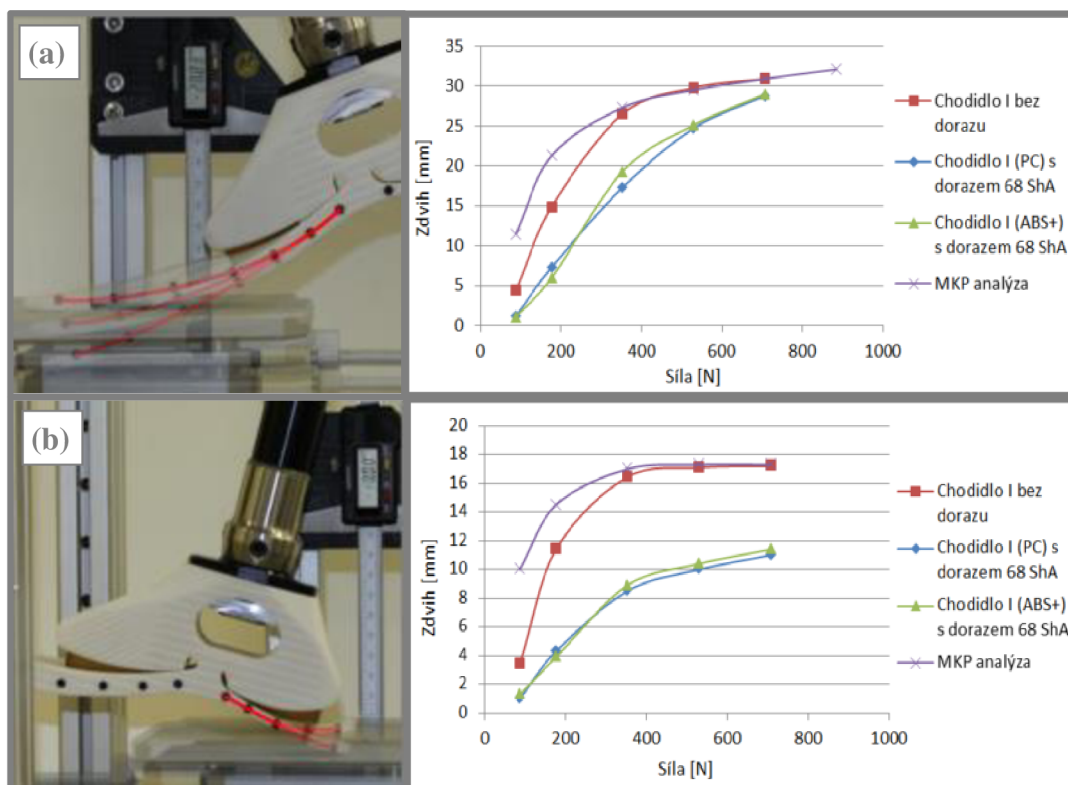 (a)
35
30
25
20
15
10
5
0
Zdvih [mm]
0 200 400 600 800 1000
Síla [N]
Chodidlo I bez
dorazu
Chodidlo I (PC) s
dorazem 68 ShA
Chodidlo I (ABS+)
s dorazem 68 ShA
MKP analýza
(b)
20
18
16
14
12
10
8
6
4
2
0
Zdvih [mm]
0 200 400 600 800 1000
Síla [N]
Chodidlo I bez
dorazu
Chodidlo I (PC) s
dorazem 68 ShA
Chodidlo I (ABS+)
s dorazem 68 ShA
MKP analýza